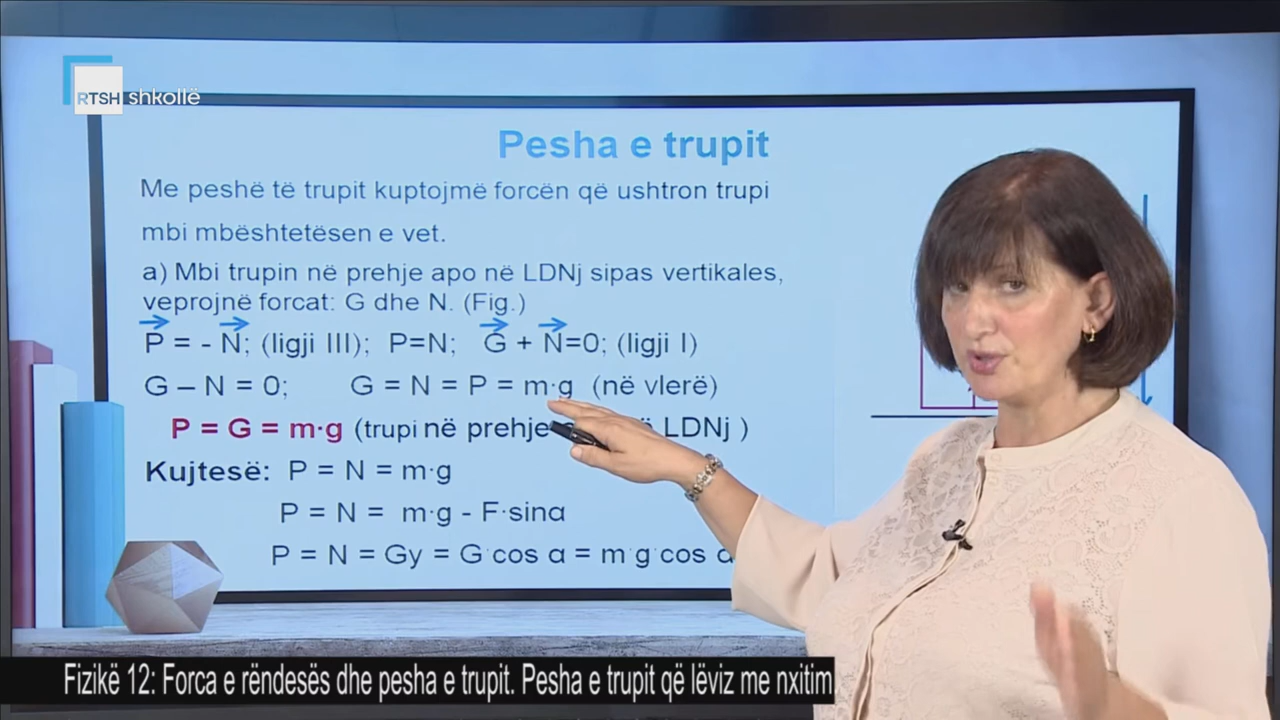 RTSH shkollë
Pesha e trupit
Me peshë të trupit kuptojmë forcën që ushtron trupi
mbi mbështetësen e vet.
a) Mbi trupin në prehje apo në LDNj sipas vertikales,
veprojnë forcat: G dhe N. (Fig.)
P = - N; (ligji III); P=N; G + N=0; (ligji I)
G – N = 0; G = N = P = m·g (në vlerë)
P = G = m·g (trupi në prehje LDNj )
Kujtesë: P = N = m·g
P = N = m·g - F·sinα
P = N = Gy = G·cos α = m·g·cos α
Fizikë 12: Forca e rëndesës dhe pesha e trupit. Pesha e trupit që lëviz me nxitim